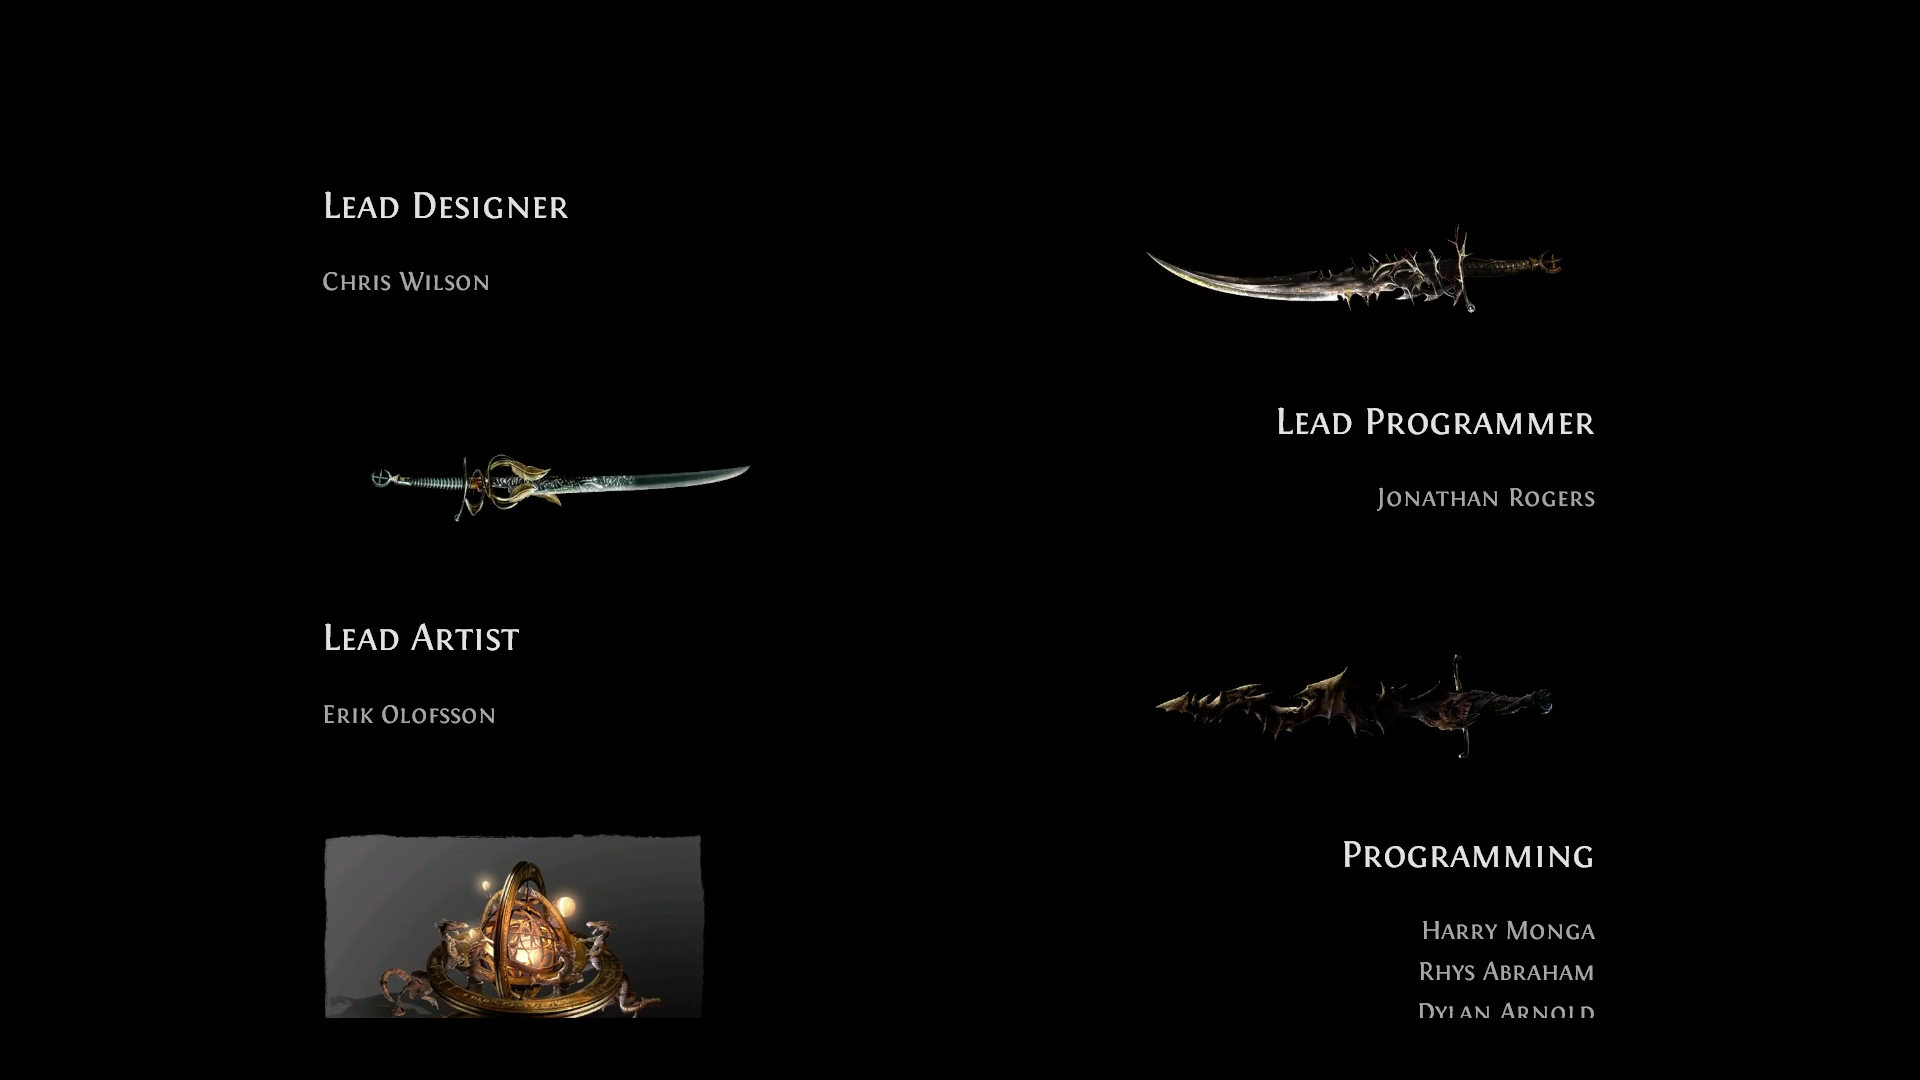 Lead Designer
Chris Wilson
Lead Programmer
Jonathan Rogers
Lead Artist
Erik Olofsson
Programming
Harry Monga
Rhys Abraham
Dylan Arnold